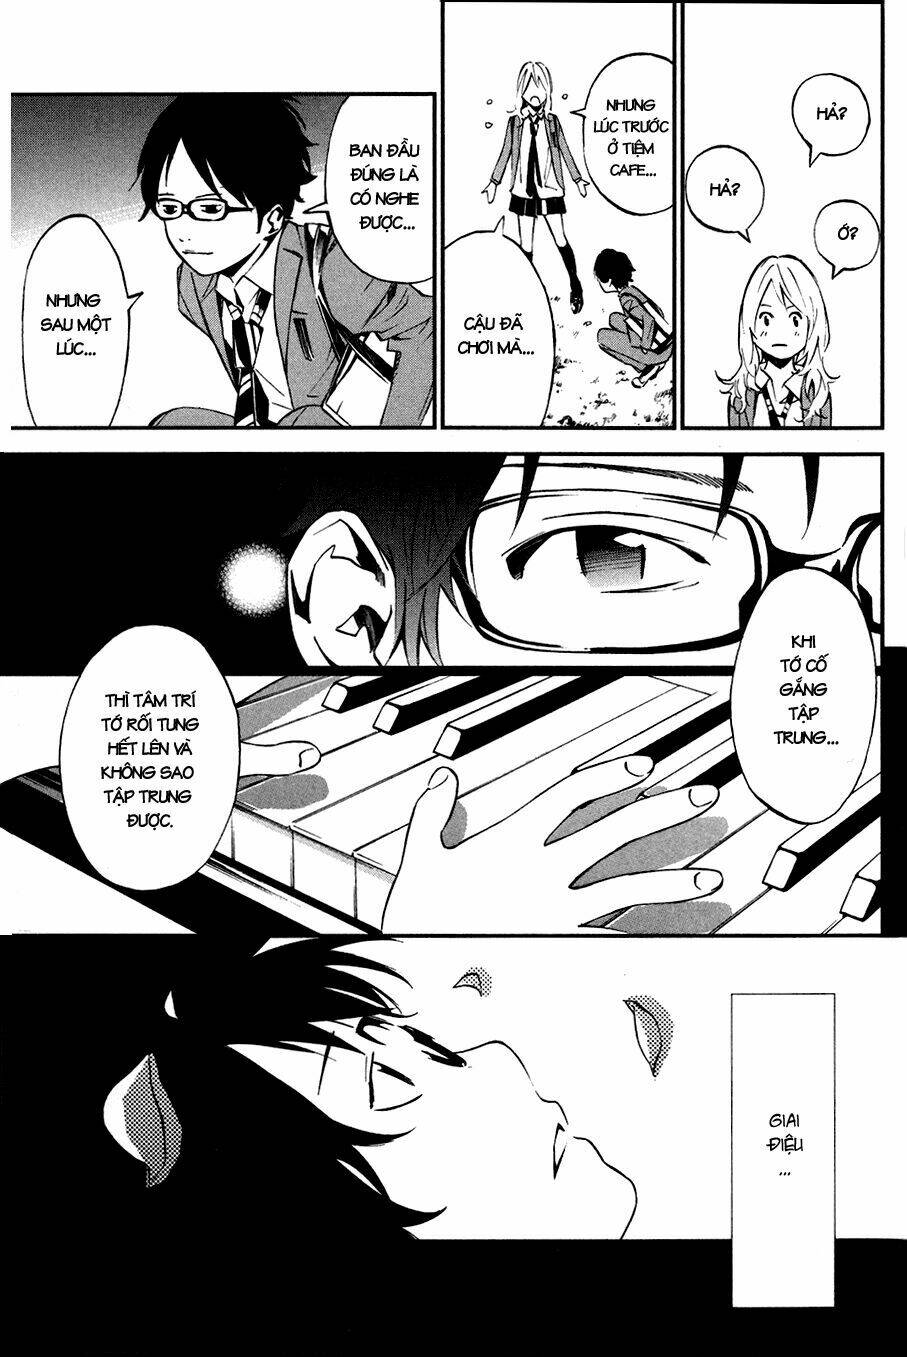 HẢ?
HẢ?
Ớ?
NHƯNG
LÚC TRƯỚC
Ở TIỆM
CAFE...
CẬU ĐÃ
CHƠI MÀ...
BAN ĐẦU
ĐÚNG LÀ
CÓ NGHE
ĐƯỢC...
NHƯNG
SAU MỘT
LÚC...
KHI
TỚ CỐ
GẮNG
TẬP
TRUNG...
THÌ TÂM TRÍ
TỚ RỐI TUNG
HẾT LÊN VÀ
KHÔNG SAO
TẬP TRUNG
ĐƯỢC.
GIAI
ĐIỆU
...